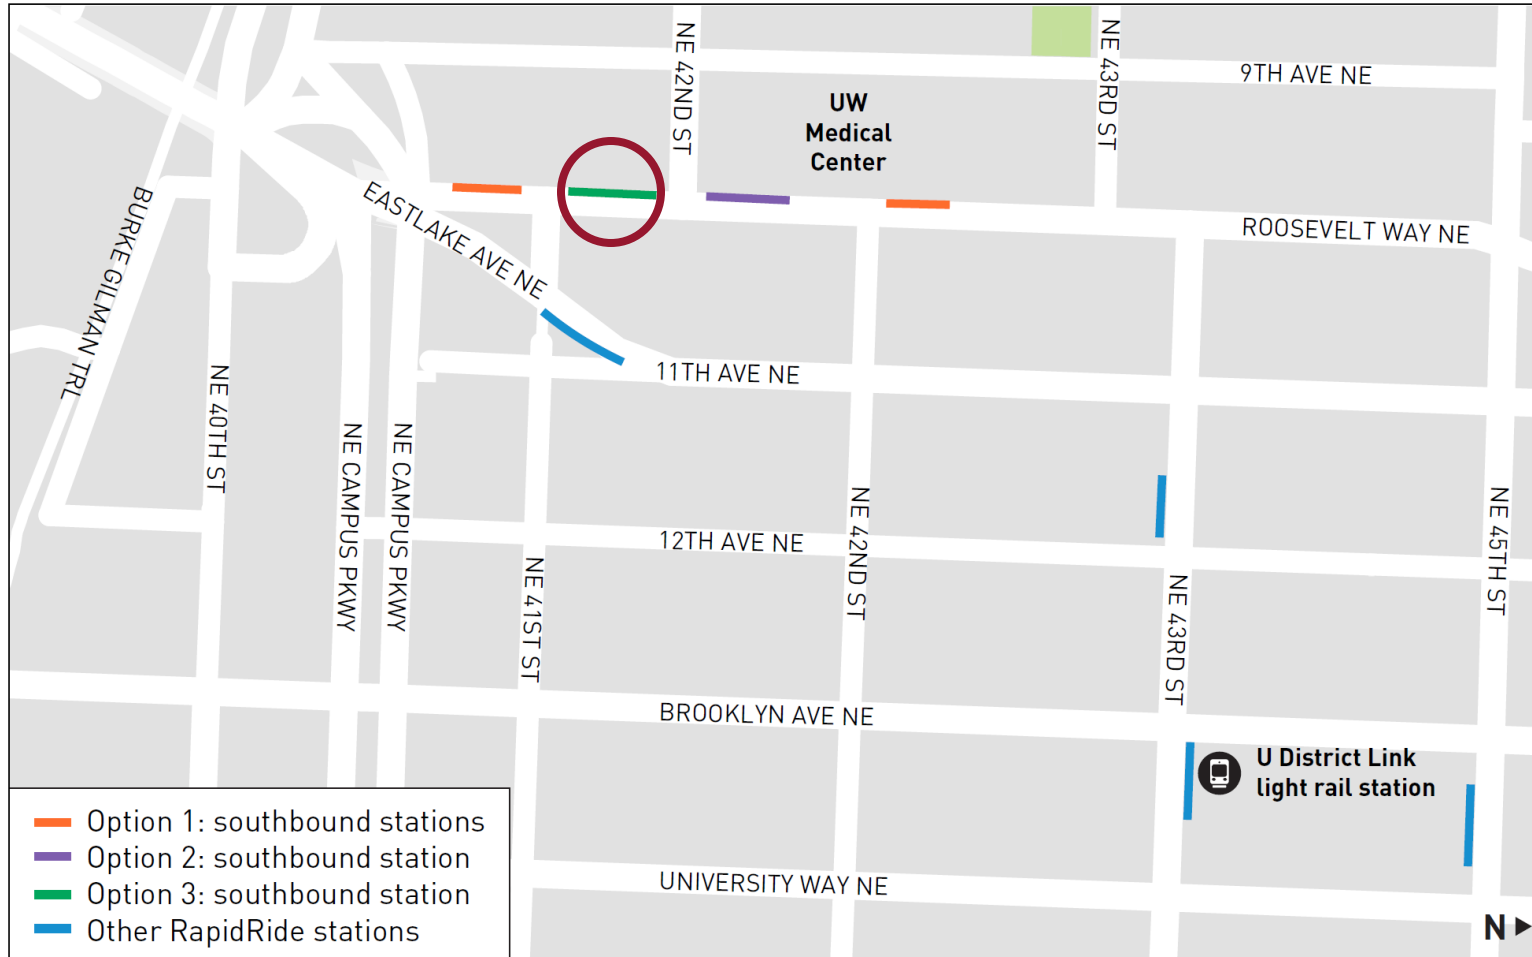 NE 42ND ST
NE 43RD ST
9TH AVE NE
UW
Medical
Center
BURKE GILMAN TRL
EASTLAKE AVE NE
ROOSEVELT WAY NE
NE 40TH ST
11TH AVE NE
NE CAMPUS PKWY
NE CAMPUS PKWY
NE 42ND ST
NE 45TH ST
12TH AVE NE
NE 41ST ST
NE 43RD ST
BROOKLYN AVE NE
U District Link
light rail station
Option 1: southbound stations
Option 2: southbound station
Option 3: southbound station
Other RapidRide stations
UNIVERSITY WAY NE
N